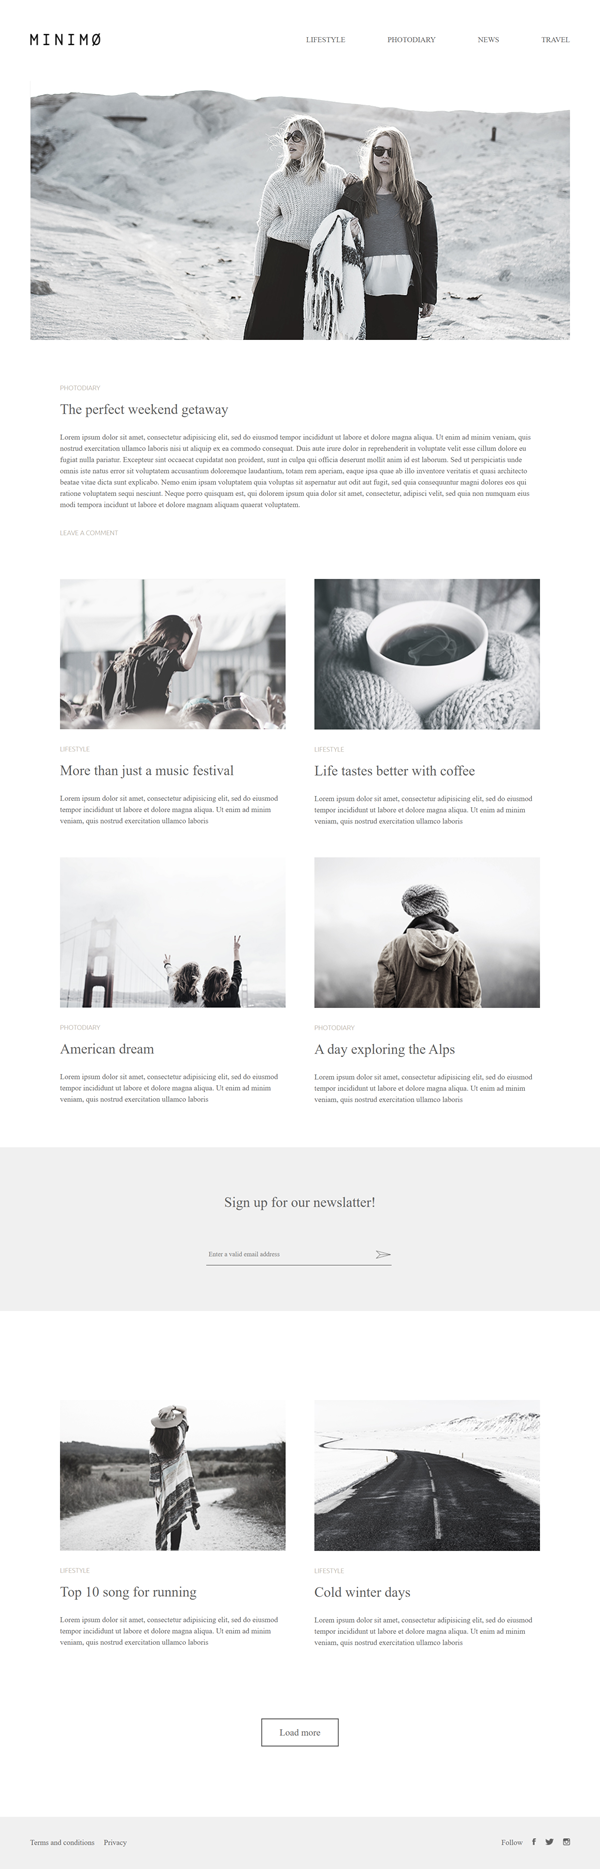 MINIMØ
LIFESTYLE PHOTODIARY NEWS TRAVEL
PHOTODIARY
The perfect weekend getaway
Lorem ipsum dolor sit amet, consectetur adipisicing elit, sed do eiusmod tempor incididunt ut labore et dolore magna aliqua. Ut enim ad minim veniam, quis
nostrud exercitation ullamco laboris nisi ut aliquip ex ea commodo consequat. Duis aute irure dolor in reprehenderit in voluptate velit esse cillum dolore eu
fugiat nulla pariatur. Excepteur sint occaecat cupidatat non proident, sunt in culpa qui officia deserunt mollit anim id est laborum. Sed ut perspiciatis unde
omnis iste natus error sit voluptatem accusantium doloremque laudantium, totam rem aperiam, eaque ipsa quae ab illo inventore veritatis et quasi architecto
beatae vitae dicta sunt explicabo. Nemo enim ipsam voluptatem quia voluptas sit aspernatur aut odit aut fugit, sed quia consequuntur magni dolores eos qui
ratione voluptatem sequi nesciunt. Neque porro quisquam est, qui dolorem ipsum quia dolor sit amet, consectetur, adipisci velit, sed quia non numquam eius
modi tempora incidunt ut labore et dolore magnam aliquam quaerat voluptatem.
LEAVE A COMMENT
LIFESTYLE
More than just a music festival
Lorem ipsum dolor sit amet, consectetur adipisicing elit, sed do eiusmod
tempor incididunt ut labore et dolore magna aliqua. Ut enim ad minim
veniam, quis nostrud exercitation ullamco laboris
LIFESTYLE
Life tastes better with coffee
Lorem ipsum dolor sit amet, consectetur adipisicing elit, sed do eiusmod
tempor incididunt ut labore et dolore magna aliqua. Ut enim ad minim
veniam, quis nostrud exercitation ullamco laboris
PHOTODIARY
American dream
Lorem ipsum dolor sit amet, consectetur adipisicing elit, sed do eiusmod
tempor incididunt ut labore et dolore magna aliqua. Ut enim ad minim
veniam, quis nostrud exercitation ullamco laboris
PHOTODIARY
A day exploring the Alps
Lorem ipsum dolor sit amet, consectetur adipisicing elit, sed do eiusmod
tempor incididunt ut labore et dolore magna aliqua. Ut enim ad minim
veniam, quis nostrud exercitation ullamco laboris
Sign up for our newslatter!
Enter a valid email address
LIFESTYLE
Top 10 song for running
Lorem ipsum dolor sit amet, consectetur adipisicing elit, sed do eiusmod
tempor incididunt ut labore et dolore magna aliqua. Ut enim ad minim
veniam, quis nostrud exercitation ullamco laboris
LIFESTYLE
Cold winter days
Lorem ipsum dolor sit amet, consectetur adipisicing elit, sed do eiusmod
tempor incididunt ut labore et dolore magna aliqua. Ut enim ad minim
veniam, quis nostrud exercitation ullamco laboris
Load more
Terms and conditions Privacy Follow